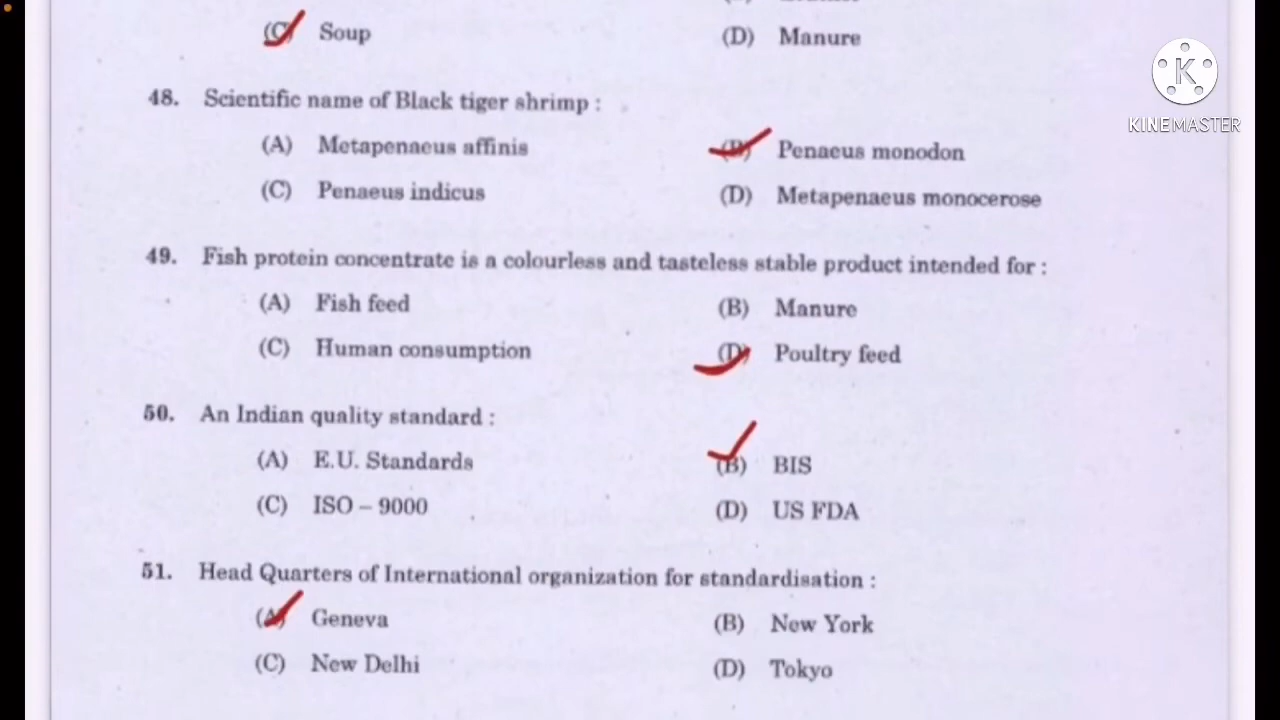 (C) Soup
(D) Manure
48. Scientific name of Black tiger shrimp :
(A) Metapenaeus affinis
(B) Penaeus monodon
(C) Penaeus indicus
(D) Metapenaeus monocerose
49. Fish protein concentrate is a colourless and tasteless stable product intended for :
(A) Fish feed
(B) Manure
(C) Human consumption
(D) Poultry feed
50. An Indian quality standard :
(A) E.U. Standards
(B) BIS
(C) ISO – 9000
(D) US FDA
51. Head Quarters of International organization for standardisation :
(A) Geneva
(B) New York
(C) New Delhi
(D) Tokyo
K
KINEMASTER